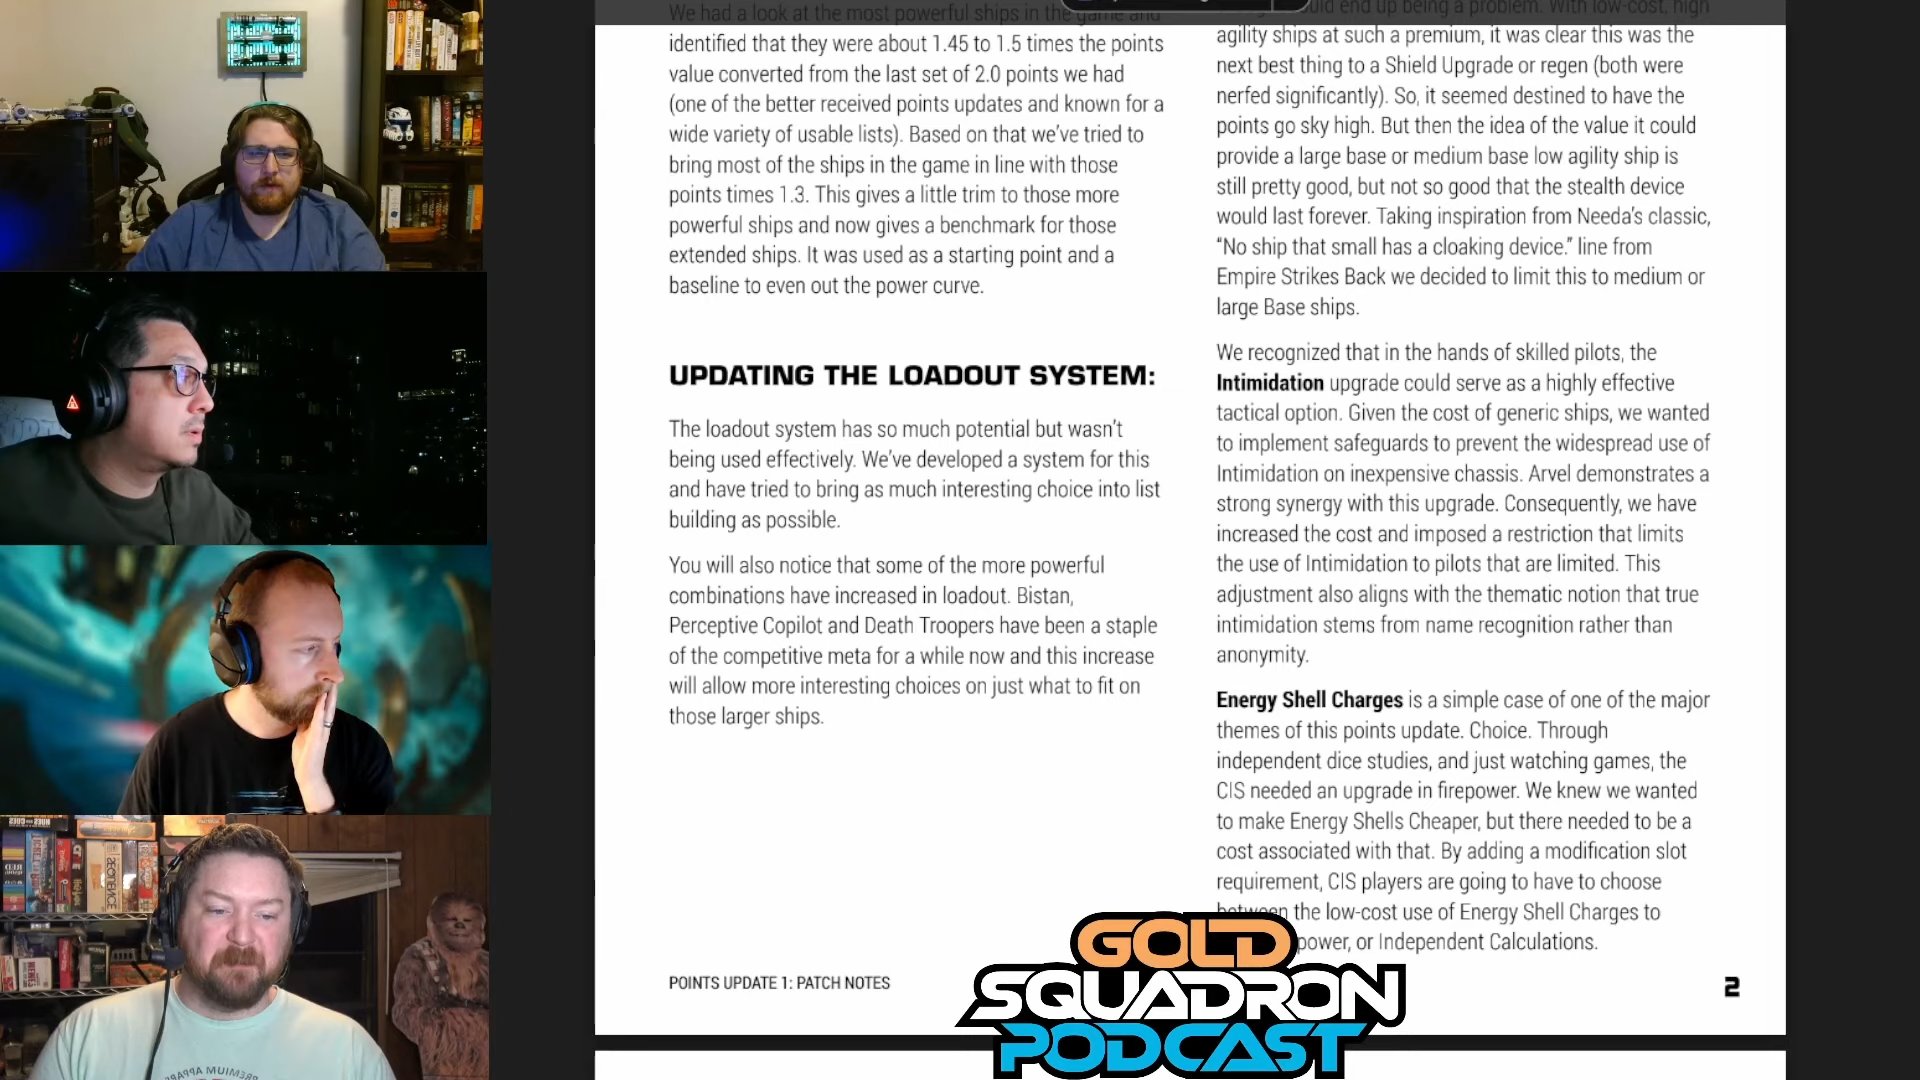 We had a look at the most powerful ships in the game and
identified that they were about 1.45 to 1.5 times the points
value converted from the last set of 2.0 points we had
(one of the better received points updates and known for a
wide variety of usable lists). Based on that we've tried to
bring most of the ships in the game in line with those
points times 1.3. This gives a little trim to those more
powerful ships and now gives a benchmark for those
extended ships. It was used as a starting point and a
baseline to even out the power curve.
UPDATING THE LOADOUT SYSTEM:
The loadout system has so much potential but wasn't
being used effectively. We've developed a system for this
and have tried to bring as much interesting choice into list
building as possible.
You will also notice that some of the more powerful
combinations have increased in loadout. Bistan,
Perceptive Copilot and Death Troopers have been a staple
of the competitive meta for a while now and this increase
will allow more interesting choices on just what to fit on
those larger ships.
POINTS UPDATE 1: PATCH NOTES
end up being a problem. With low-cost, high
agility ships at such a premium, it was clear this was the
next best thing to a Shield Upgrade or regen (both were
nerfed significantly). So, it seemed destined to have the
points go sky high. But then the idea of the value it could
provide a large base or medium base low agility ship is
still pretty good, but not so good that the stealth device
would last forever. Taking inspiration from Needa's classic,
“No ship that small has a cloaking device.” line from
Empire Strikes Back we decided to limit this to medium or
large Base ships.
We recognized that in the hands of skilled pilots, the
Intimidation upgrade could serve as a highly effective
tactical option. Given the cost of generic ships, we wanted
to implement safeguards to prevent the widespread use of
Intimidation on inexpensive chassis. Arvel demonstrates a
strong synergy with this upgrade. Consequently, we have
increased the cost and imposed a restriction that limits
the use of Intimidation to pilots that are limited. This
adjustment also aligns with the thematic notion that true
intimidation stems from name recognition rather than
anonymity.
Energy Shell Charges is a simple case of one of the major
themes of this points update. Choice. Through
independent dice studies, and just watching games, the
CIS needed an upgrade in firepower. We knew we wanted
to make Energy Shells Cheaper, but there needed to be a
cost associated with that. By adding a modification slot
requirement, CIS players are going to have to choose
between the low-cost use of Energy Shell Charges to
power, or Independent Calculations.
2
GOLD
SQUADRON
PODCAST
PREMIUM APPAR